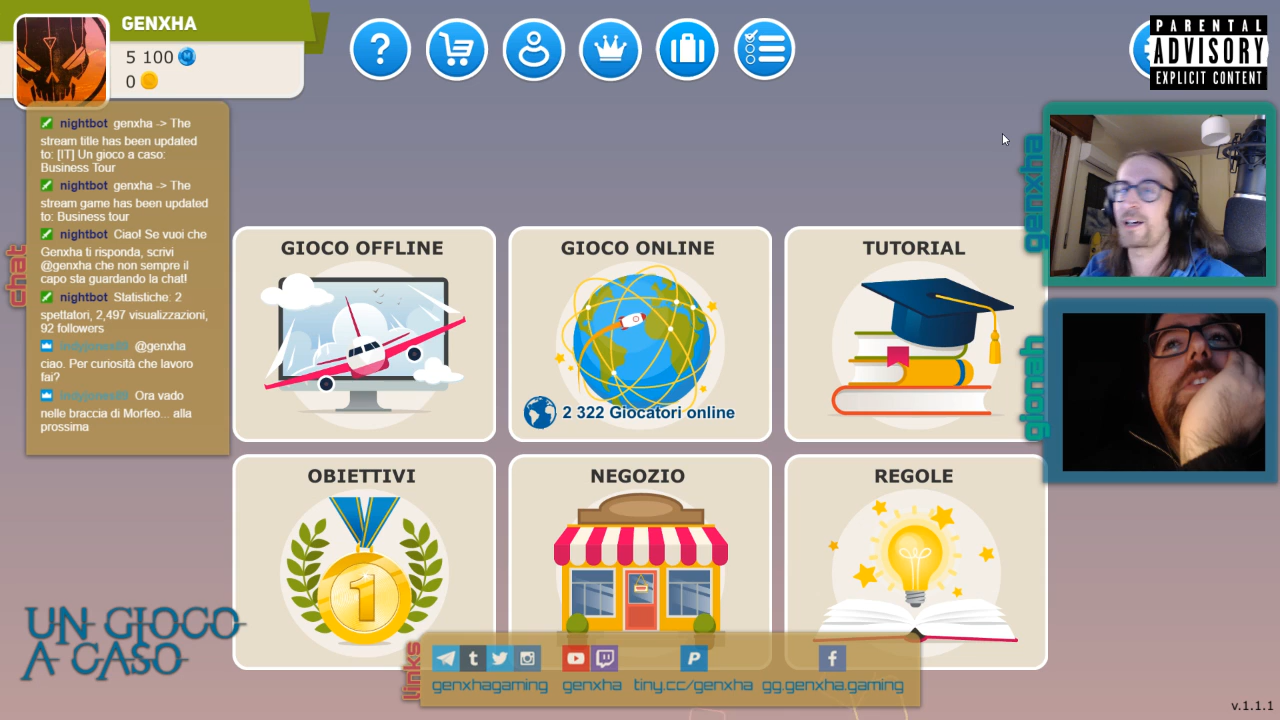 GENXHA
5 100
0
?
PARENTAL
ADVISORY
EXPLICIT CONTENT
nightbot genxha -> The
stream title has been updated
to: [IT] Un gioco a caso:
Business Tour
nightbot genxha -> The
stream game has been updated
to: Business tour
nightbot Ciao! Se vuoi che
Genxha ti risponda, scrivi
@genxha che non sempre il
capo sta guardando la chat!
nightbot Statistiche: 2
spettatori, 2,497 visualizzazioni,
92 followers
@genxha
ciao. Per curiosità che lavoro
fai?
Ora vado
nelle braccia di Morfeo... alla
prossima
chat
GIOCO OFFLINE
GIOCO ONLINE
2 322 Giocatori online
TUTORIAL
genxha
gionah
OBIETTIVI
1
NEGOZIO
REGOLE
UN GIOCO
A CASO
links
genxhagaming genxha tiny.cc/genxha gg.genxha.gaming
v.1.1.1